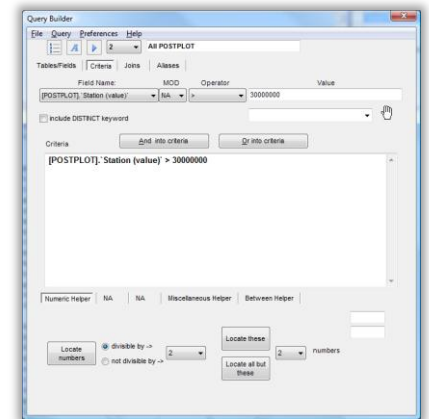 Query Builder
File Query Preferences Help
A 2 All POSTPLOT
Tables/Fields Criteria Joins Aliases
Field Name: MOD Operator Value
[POSTPLOT].`Station (value)` NA > 30000000
include DISTINCT keyword
Criteria And into criteria Or into criteria
[POSTPLOT].`Station (value)` > 30000000
Numeric Helper NA NA Miscellaneous Helper Between Helper
Locate numbers divisible by -> not divisible by -> 2 Locate these Locate all but these 2 numbers